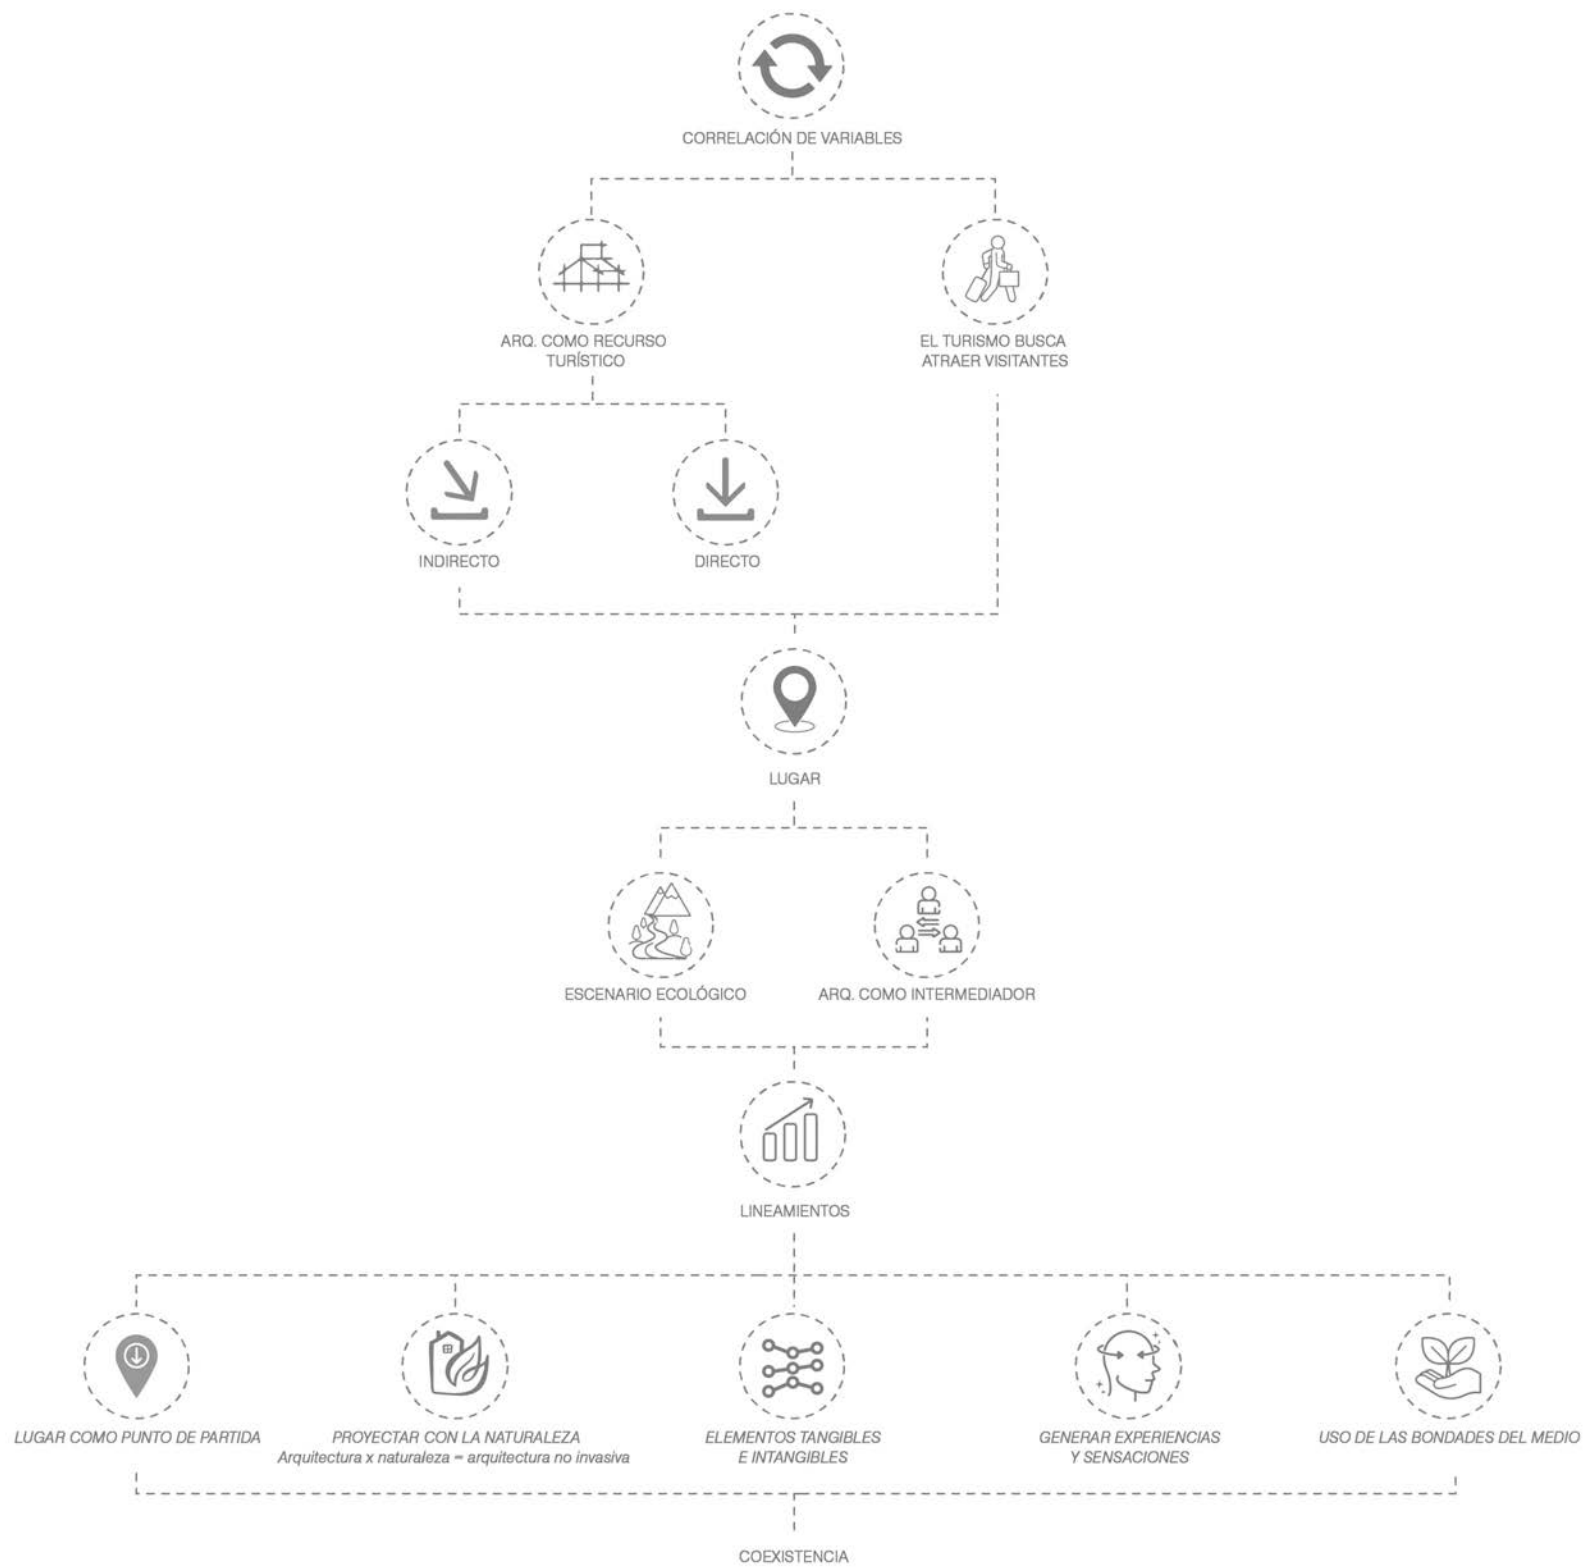 CORRELACIÓN DE VARIABLES
ARQ. COMO RECURSO
TURÍSTICO
EL TURISMO BUSCA
ATRAER VISITANTES
INDIRECTO
DIRECTO
LUGAR
ESCENARIO ECOLÓGICO
ARQ. COMO INTERMEDIADOR
LINEAMIENTOS
LUGAR COMO PUNTO DE PARTIDA
PROYECTAR CON LA NATURALEZA
Arquitectura x naturaleza = arquitectura no invasiva
ELEMENTOS TANGIBLES
E INTANGIBLES
GENERAR EXPERIENCIAS
Y SENSACIONES
USO DE LAS BONDADES DEL MEDIO
COEXISTENCIA